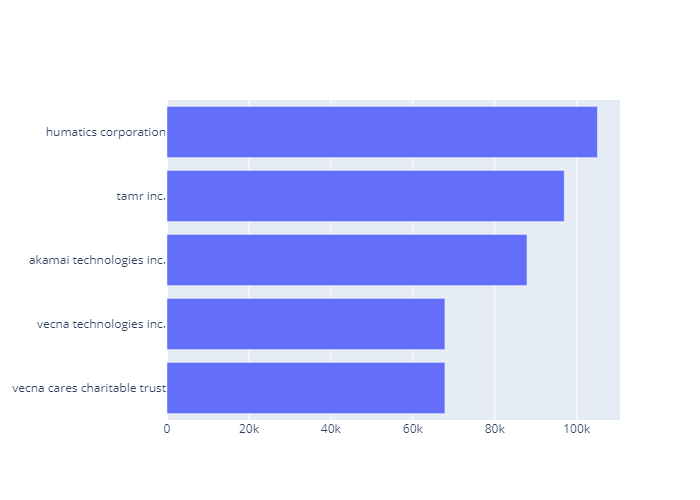 humatics corporation
tamr inc.
akamai technologies inc.
vecna technologies inc.
vecna cares charitable trust
0 20k 40k 60k 80k 100k